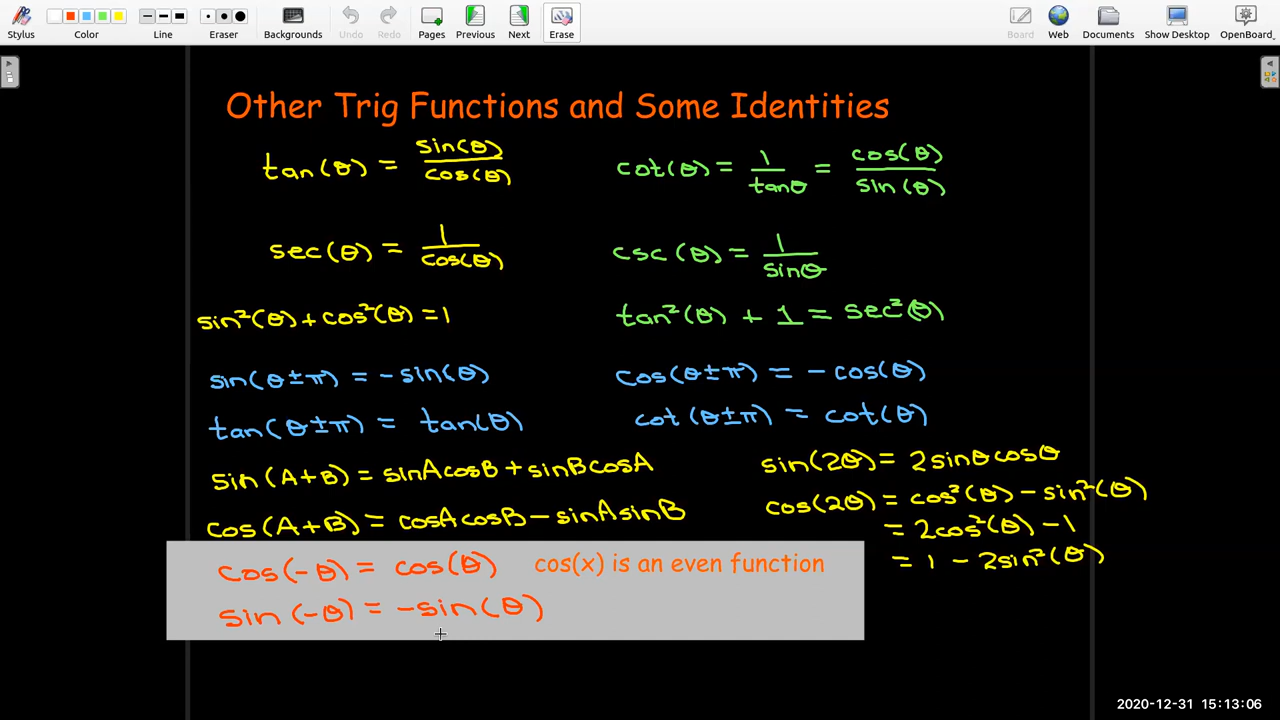 Stylus Color Line Eraser Backgrounds Undo Redo Pages Previous Next Erase Board Web Documents Show Desktop OpenBoard
Other Trig Functions and Some Identities
tan(θ) = sin(θ)/cos(θ)
cot(θ) = 1/tanθ = cos(θ)/sin(θ)
sec(θ) = 1/cos(θ)
csc(θ) = 1/sinθ
sin²(θ) + cos²(θ) = 1
tan²(θ) + 1 = sec²(θ)
sin(θ±π) = -sin(θ)
cos(θ±π) = -cos(θ)
tan(θ±π) = tan(θ)
cot(θ±π) = cot(θ)
sin(A+B) = sinAcosB + sinBcosA
cos(A+B) = cosAcosB - sinAsinB
sin(2θ) = 2sinθcosθ
cos(2θ) = cos²(θ) - sin²(θ)
= 2cos²(θ) - 1
= 1 - 2sin²(θ)
cos(-θ) = cos(θ) cos(x) is an even function
sin(-θ) = -sin(θ)
2020-12-31 15:13:06